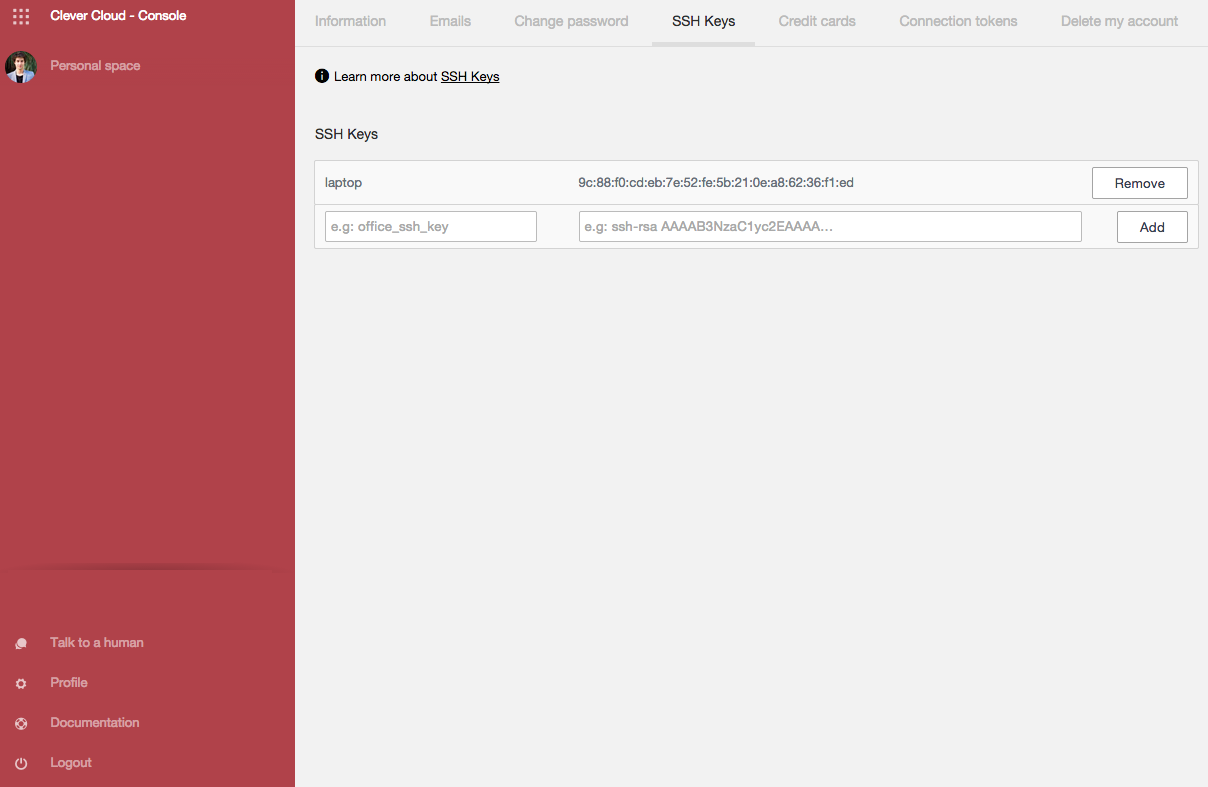 Clever Cloud - Console
Personal space
Talk to a human
Profile
Documentation
Logout
Information Emails Change password SSH Keys Credit cards Connection tokens Delete my account
Learn more about SSH Keys
SSH Keys
laptop 9c:88:f0:cd:eb:7e:52:fe:5b:21:0e:a8:62:36:f1:ed Remove
e.g: office_ssh_key e.g: ssh-rsa AAAAB3NzaC1yc2EAAAA... Add